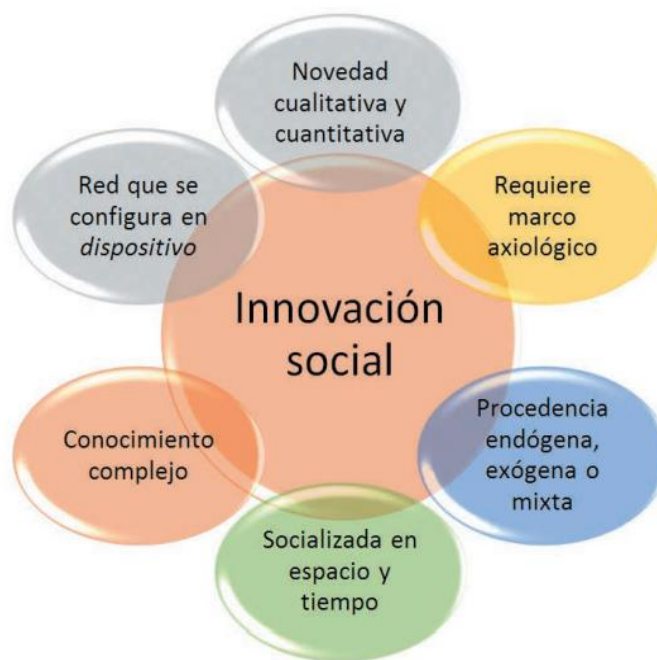 Novedad
cualitativa y
cuantitativa
Requiere
marco
axiológico
Procedencia
endógena,
exógena o
mixta
Socializada en
espacio y
tiempo
Conocimiento
complejo
Red que se
configura en
dispositivo
Innovación
social